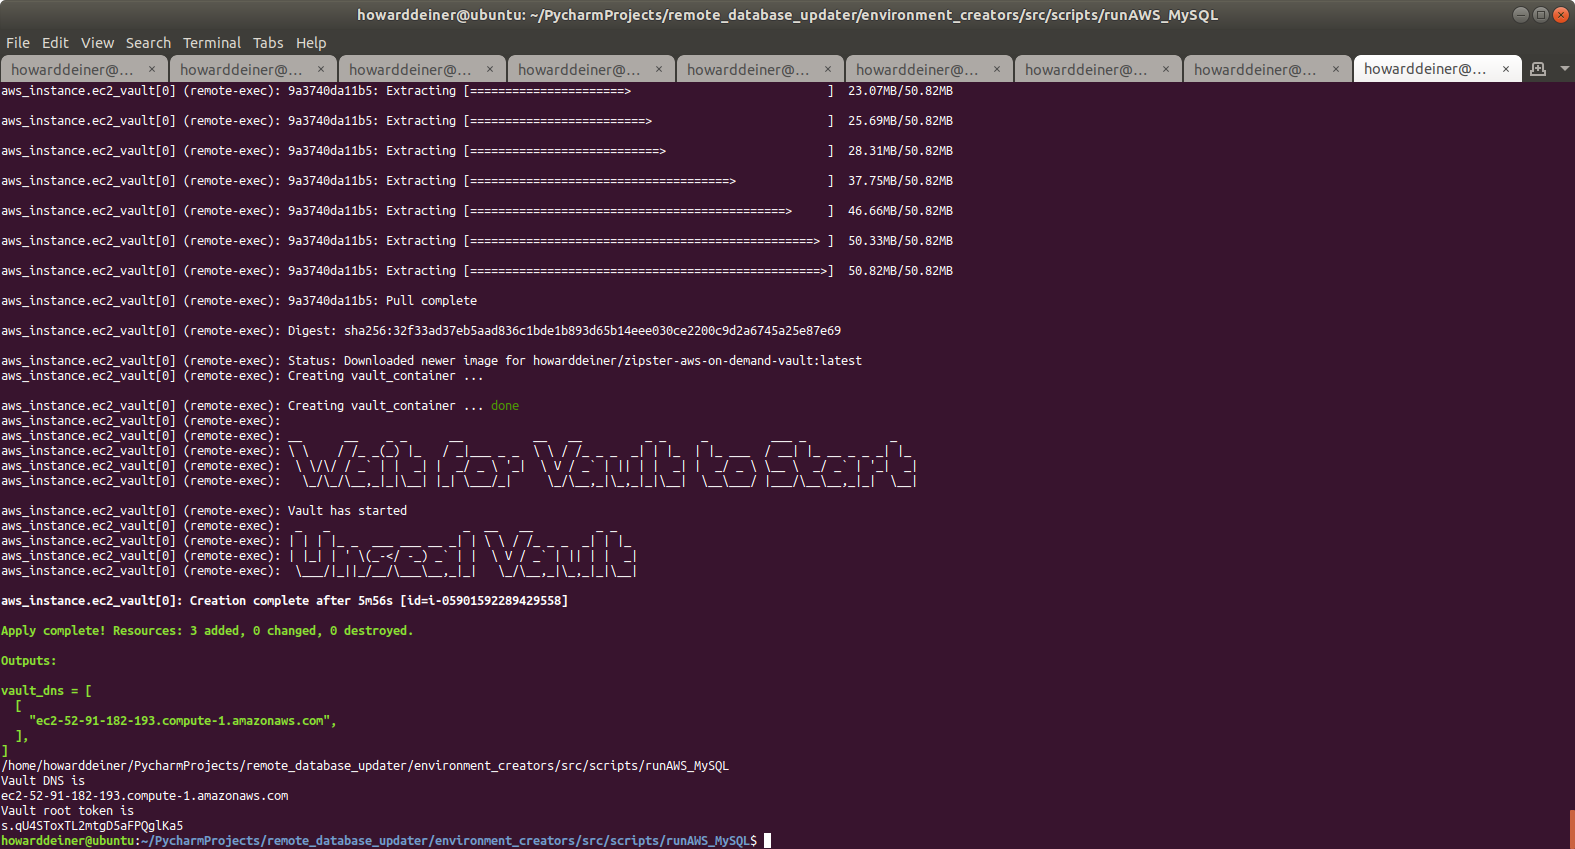 howarddeiner@ubuntu: ~/PycharmProjects/remote_database_updater/environment_creators/src/scripts/runAWS_MySQL
File Edit View Search Terminal Tabs Help
howarddeiner@... × howarddeiner@... × howarddeiner@... × howarddeiner@... × howarddeiner@... × howarddeiner@... × howarddeiner@... × howarddeiner@... × howarddeiner@... ×
aws_instance.ec2_vault[0] (remote-exec): 9a3740da11b5: Extracting [======================>                            ]  23.07MB/50.82MB
aws_instance.ec2_vault[0] (remote-exec): 9a3740da11b5: Extracting [=========================>                         ]  25.69MB/50.82MB
aws_instance.ec2_vault[0] (remote-exec): 9a3740da11b5: Extracting [===========================>                       ]  28.31MB/50.82MB
aws_instance.ec2_vault[0] (remote-exec): 9a3740da11b5: Extracting [=====================================>             ]  37.75MB/50.82MB
aws_instance.ec2_vault[0] (remote-exec): 9a3740da11b5: Extracting [=============================================>     ]  46.66MB/50.82MB
aws_instance.ec2_vault[0] (remote-exec): 9a3740da11b5: Extracting [=================================================> ]  50.33MB/50.82MB
aws_instance.ec2_vault[0] (remote-exec): 9a3740da11b5: Extracting [==================================================>]  50.82MB/50.82MB
aws_instance.ec2_vault[0] (remote-exec): 9a3740da11b5: Pull complete
aws_instance.ec2_vault[0] (remote-exec): Digest: sha256:32f33ad37eb5aad836c1bde1b893d65b14eee030ce2200c9d2a6745a25e87e69
aws_instance.ec2_vault[0] (remote-exec): Status: Downloaded newer image for howarddeiner/zipster-aws-on-demand-vault:latest
aws_instance.ec2_vault[0] (remote-exec): Creating vault_container ...
aws_instance.ec2_vault[0] (remote-exec): Creating vault_container ... done
aws_instance.ec2_vault[0] (remote-exec):
aws_instance.ec2_vault[0] (remote-exec):
aws_instance.ec2_vault[0] (remote-exec): Wait for Vault to Start
aws_instance.ec2_vault[0] (remote-exec):
aws_instance.ec2_vault[0] (remote-exec):
aws_instance.ec2_vault[0] (remote-exec): Vault has started
aws_instance.ec2_vault[0] (remote-exec):
aws_instance.ec2_vault[0] (remote-exec): Unseal Vault
aws_instance.ec2_vault[0] (remote-exec):
aws_instance.ec2_vault[0] (remote-exec):
aws_instance.ec2_vault[0]: Creation complete after 5m56s [id=i-05901592289429558]
Apply complete! Resources: 3 added, 0 changed, 0 destroyed.
Outputs:
vault_dns = [
  [
    "ec2-52-91-182-193.compute-1.amazonaws.com",
  ],
]
/home/howarddeiner/PycharmProjects/remote_database_updater/environment_creators/src/scripts/runAWS_MySQL
Vault DNS is
ec2-52-91-182-193.compute-1.amazonaws.com
Vault root token is
s.qU4SToxTL2mtgD5aFPQglKa5
howarddeiner@ubuntu:~/PycharmProjects/remote_database_updater/environment_creators/src/scripts/runAWS_MySQL$